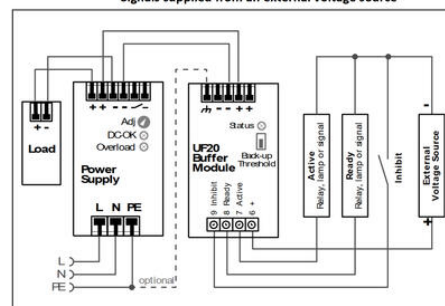 Signals supplied from an external voltage source
+ + - -
+ -
Load
Adj
DC-OK
Overload
Power
Supply
L N PE
L
N
PE
optional
- - + +
Status
UF20
Buffer
Module
Back-up
Threshold
9 Inhibit
8 Ready
7 Active
6 +
Active
Relay, lamp or signal
Ready
Relay, lamp or signal
Inhibit
-
External
Voltage Source
+